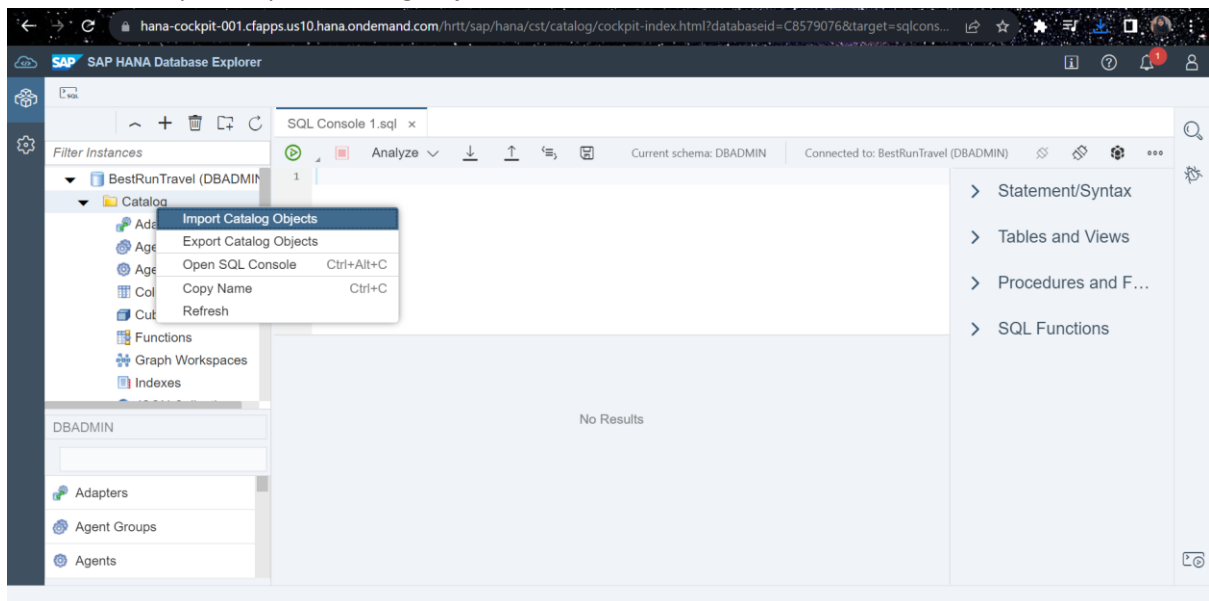 hana-cockpit-001.cfapps.us10.hana.ondemand.com/hrtt/sap/hana/cst/catalog/cockpit-index.html?databaseid=C8579076&target=sqlcons...
SAP SAP HANA Database Explorer
1
SQL
SQL Console 1.sql ×
Filter Instances
Analyze
Current schema: DBADMIN
Connected to: BestRunTravel (DBADMIN)
BestRunTravel (DBADMIN
1
Catalog
Import Catalog Objects
Export Catalog Objects
Open SQL Console Ctrl+Alt+C
Copy Name Ctrl+C
Refresh
Ada
Age
Age
Col
Cub
Functions
Graph Workspaces
Indexes
Statement/Syntax
Tables and Views
Procedures and F...
SQL Functions
No Results
DBADMIN
Adapters
Agent Groups
Agents